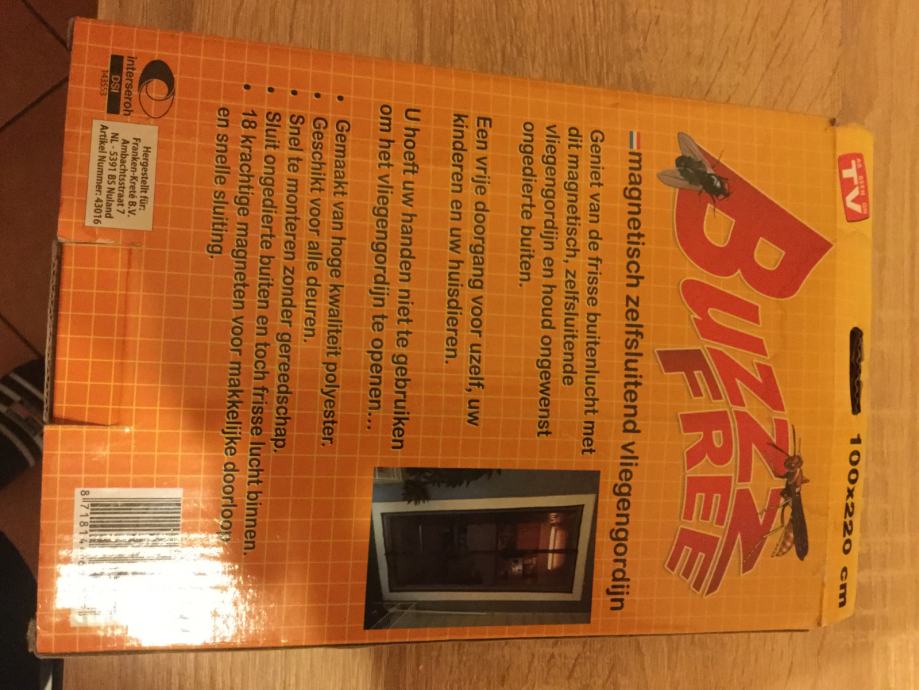 100x220 cm
AS SEEN ON
TV
BUZZZ
FREE
magnetisch zelfsluitend vliegengordijn
Geniet van de frisse buitenlucht met
dit magnetisch, zelfsluitende
vliegengordijn en houd ongewenst
ongedierte buiten.
Een vrije doorgang voor uzelf, uw
kinderen en uw huisdieren.
U hoeft uw handen niet te gebruiken
om het vliegengordijn te openen...
• Gemaakt van hoge kwaliteit polyester.
• Geschikt voor alle deuren.
• Snel te monteren zonder gereedschap.
• Sluit ongedierte buiten en toch frisse lucht binnen.
• 18 krachtige magneten voor makkelijke doorloop
en snelle sluiting.
interseroh
DSI
143553
Hergestellt für:
Franken-Kreté B.V.
Ambachtsstraat 7
NL - 5391 BS Nuland
Artikel Nummer: 43016